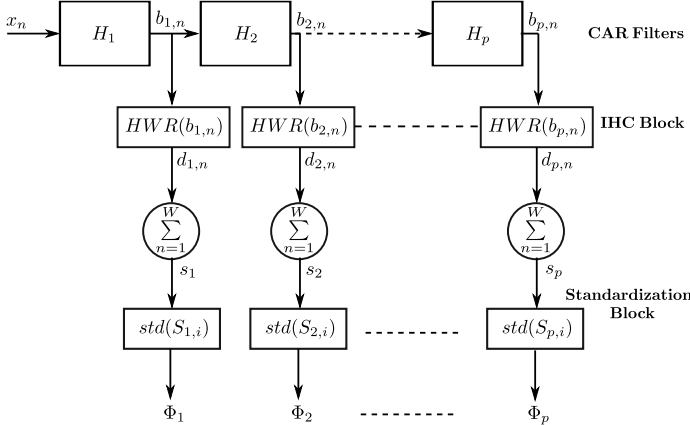 x_n H_1 b_{1,n} H_2 b_{2,n} H_p b_{p,n} CAR Filters
HWR(b_{1,n}) HWR(b_{2,n}) HWR(b_{p,n}) IHC Block
d_{1,n} d_{2,n} d_{p,n}
W W W
∑ ∑ ∑
n=1 n=1 n=1
s_1 s_2 s_p
Standardization
Block
std(S_{1,i}) std(S_{2,i}) std(S_{p,i})
Φ_1 Φ_2 Φ_p